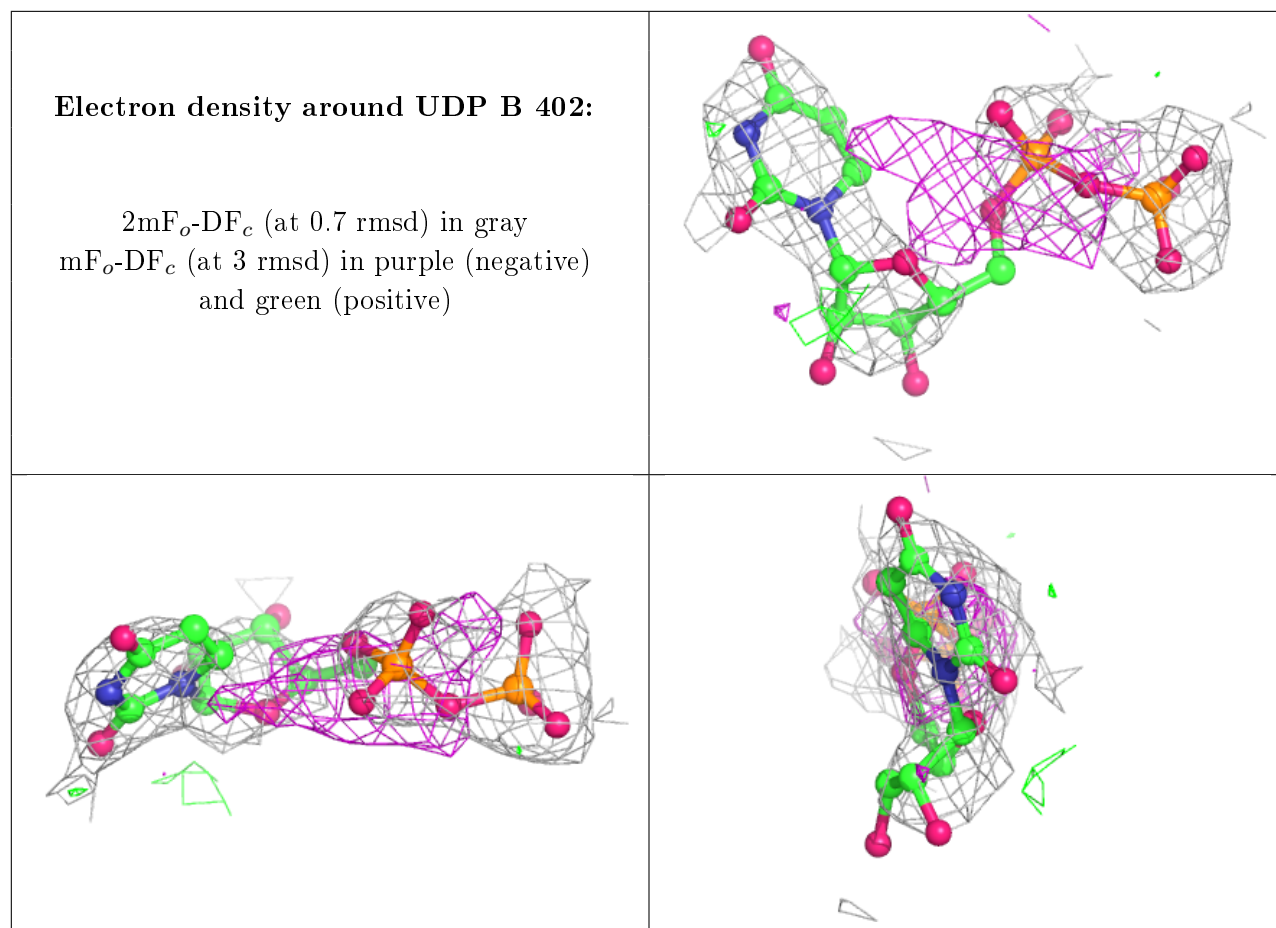 Electron density around UDP B 402:
2mFₒ-DF𝒸 (at 0.7 rmsd) in gray
mFₒ-DF𝒸 (at 3 rmsd) in purple (negative)
and green (positive)